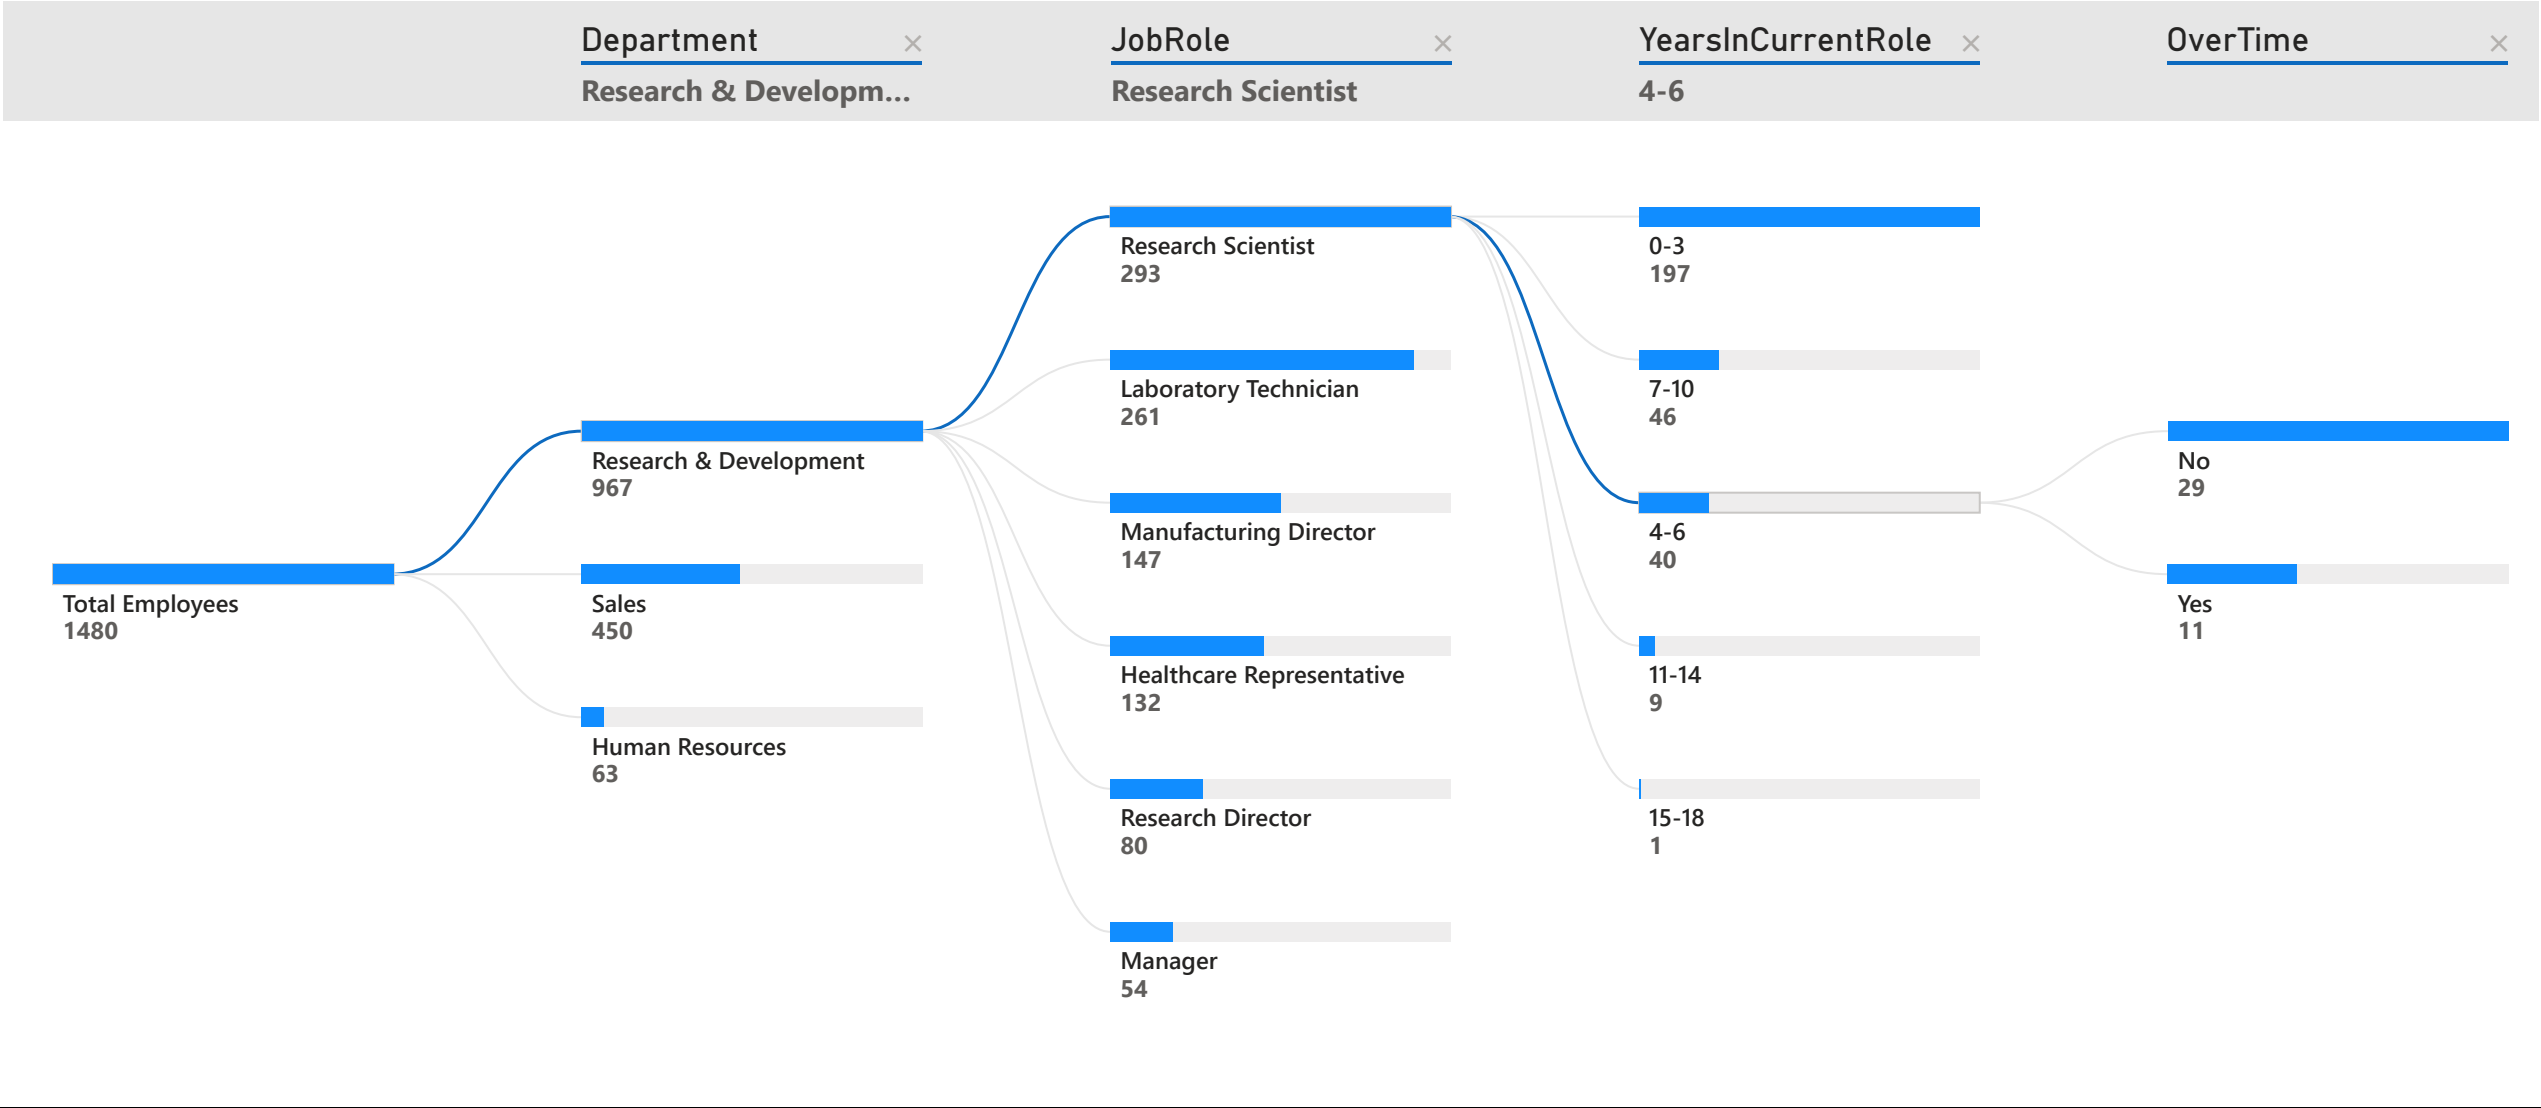 Department
JobRole
YearsInCurrentRole
OverTime
Research & Developm...
Research Scientist
4-6
Total Employees
1480
Research & Development
967
Sales
450
Human Resources
63
Research Scientist
293
Laboratory Technician
261
Manufacturing Director
147
Healthcare Representative
132
Research Director
80
Manager
54
0-3
197
7-10
46
4-6
40
11-14
9
15-18
1
No
29
Yes
11